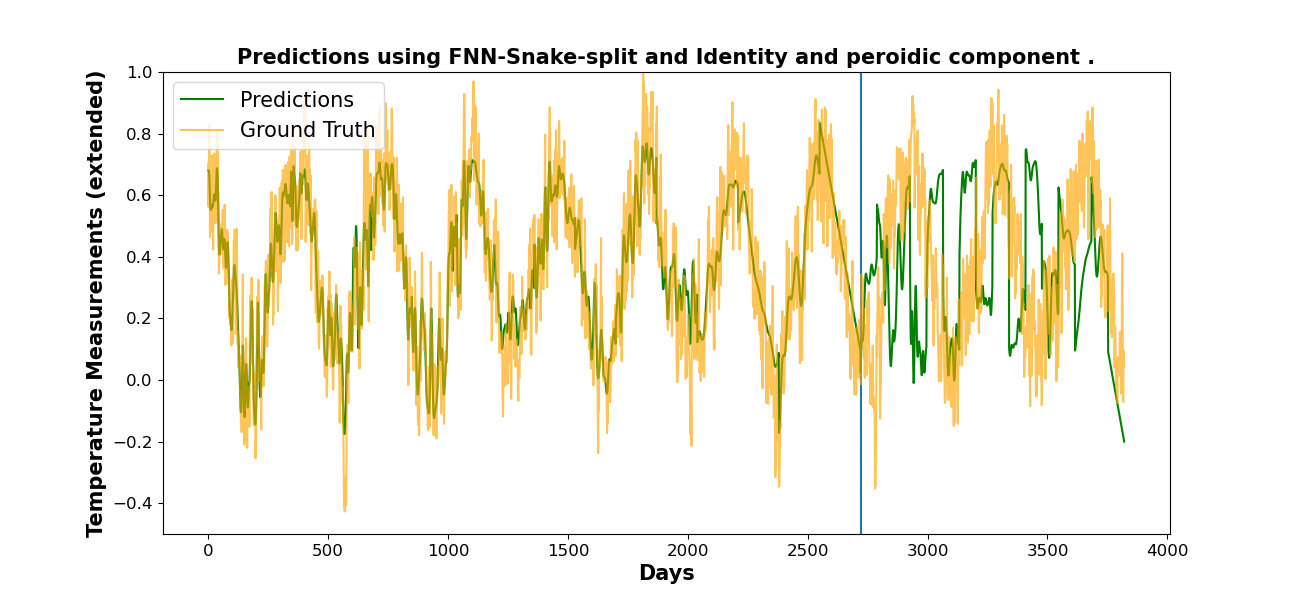 Predictions using FNN-Snake-split and Identity and peroidic component .
Temperature Measurements (extended)
1.0
0.8
0.6
0.4
0.2
0.0
−0.2
−0.4
Predictions
Ground Truth
0 500 1000 1500 2000 2500 3000 3500 4000
Days